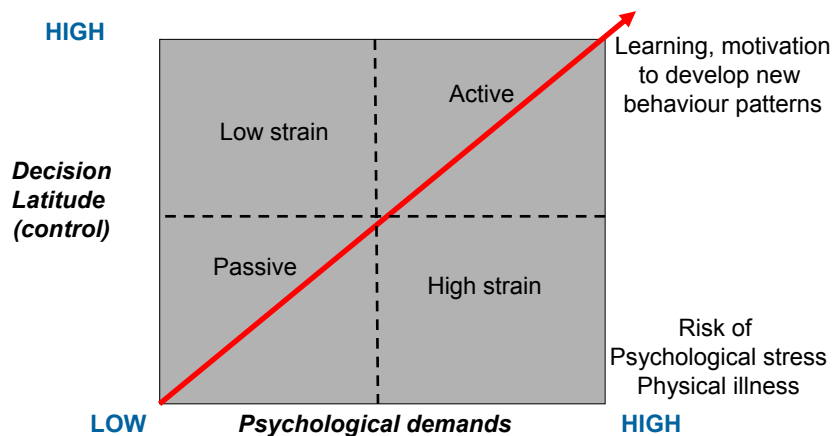 HIGH
Learning, motivation
to develop new
behaviour patterns
Active
Low strain
Decision
Latitude
(control)
Passive
High strain
Risk of
Psychological stress
Physical illness
LOW
Psychological demands
HIGH